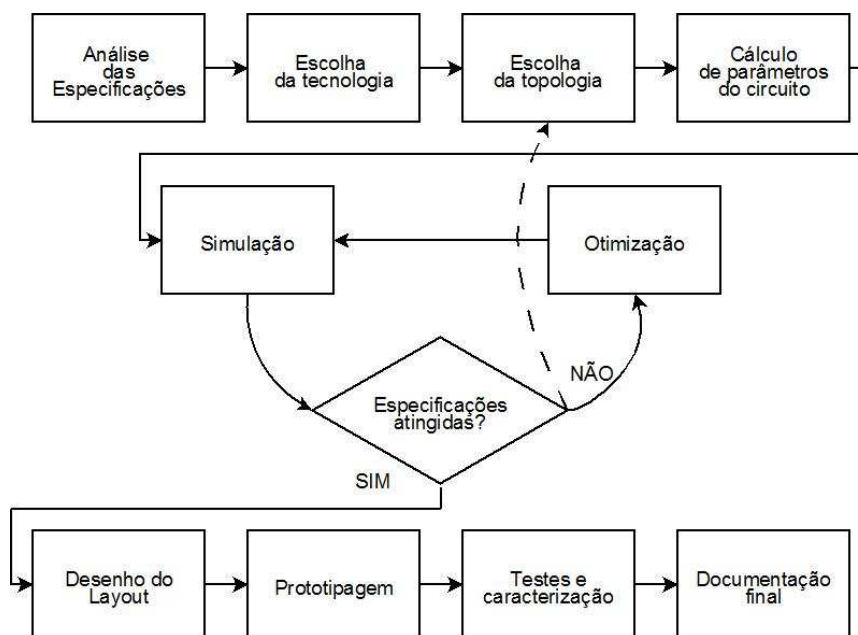 Análise
das
Especificações
Escolha
da tecnologia
Escolha
da topologia
Cálculo
de parâmetros
do circuito
Simulação
Otimização
NÃO
Especificações
atingidas?
SIM
Desenho do
Layout
Prototipagem
Testes e
caracterização
Documentação
final